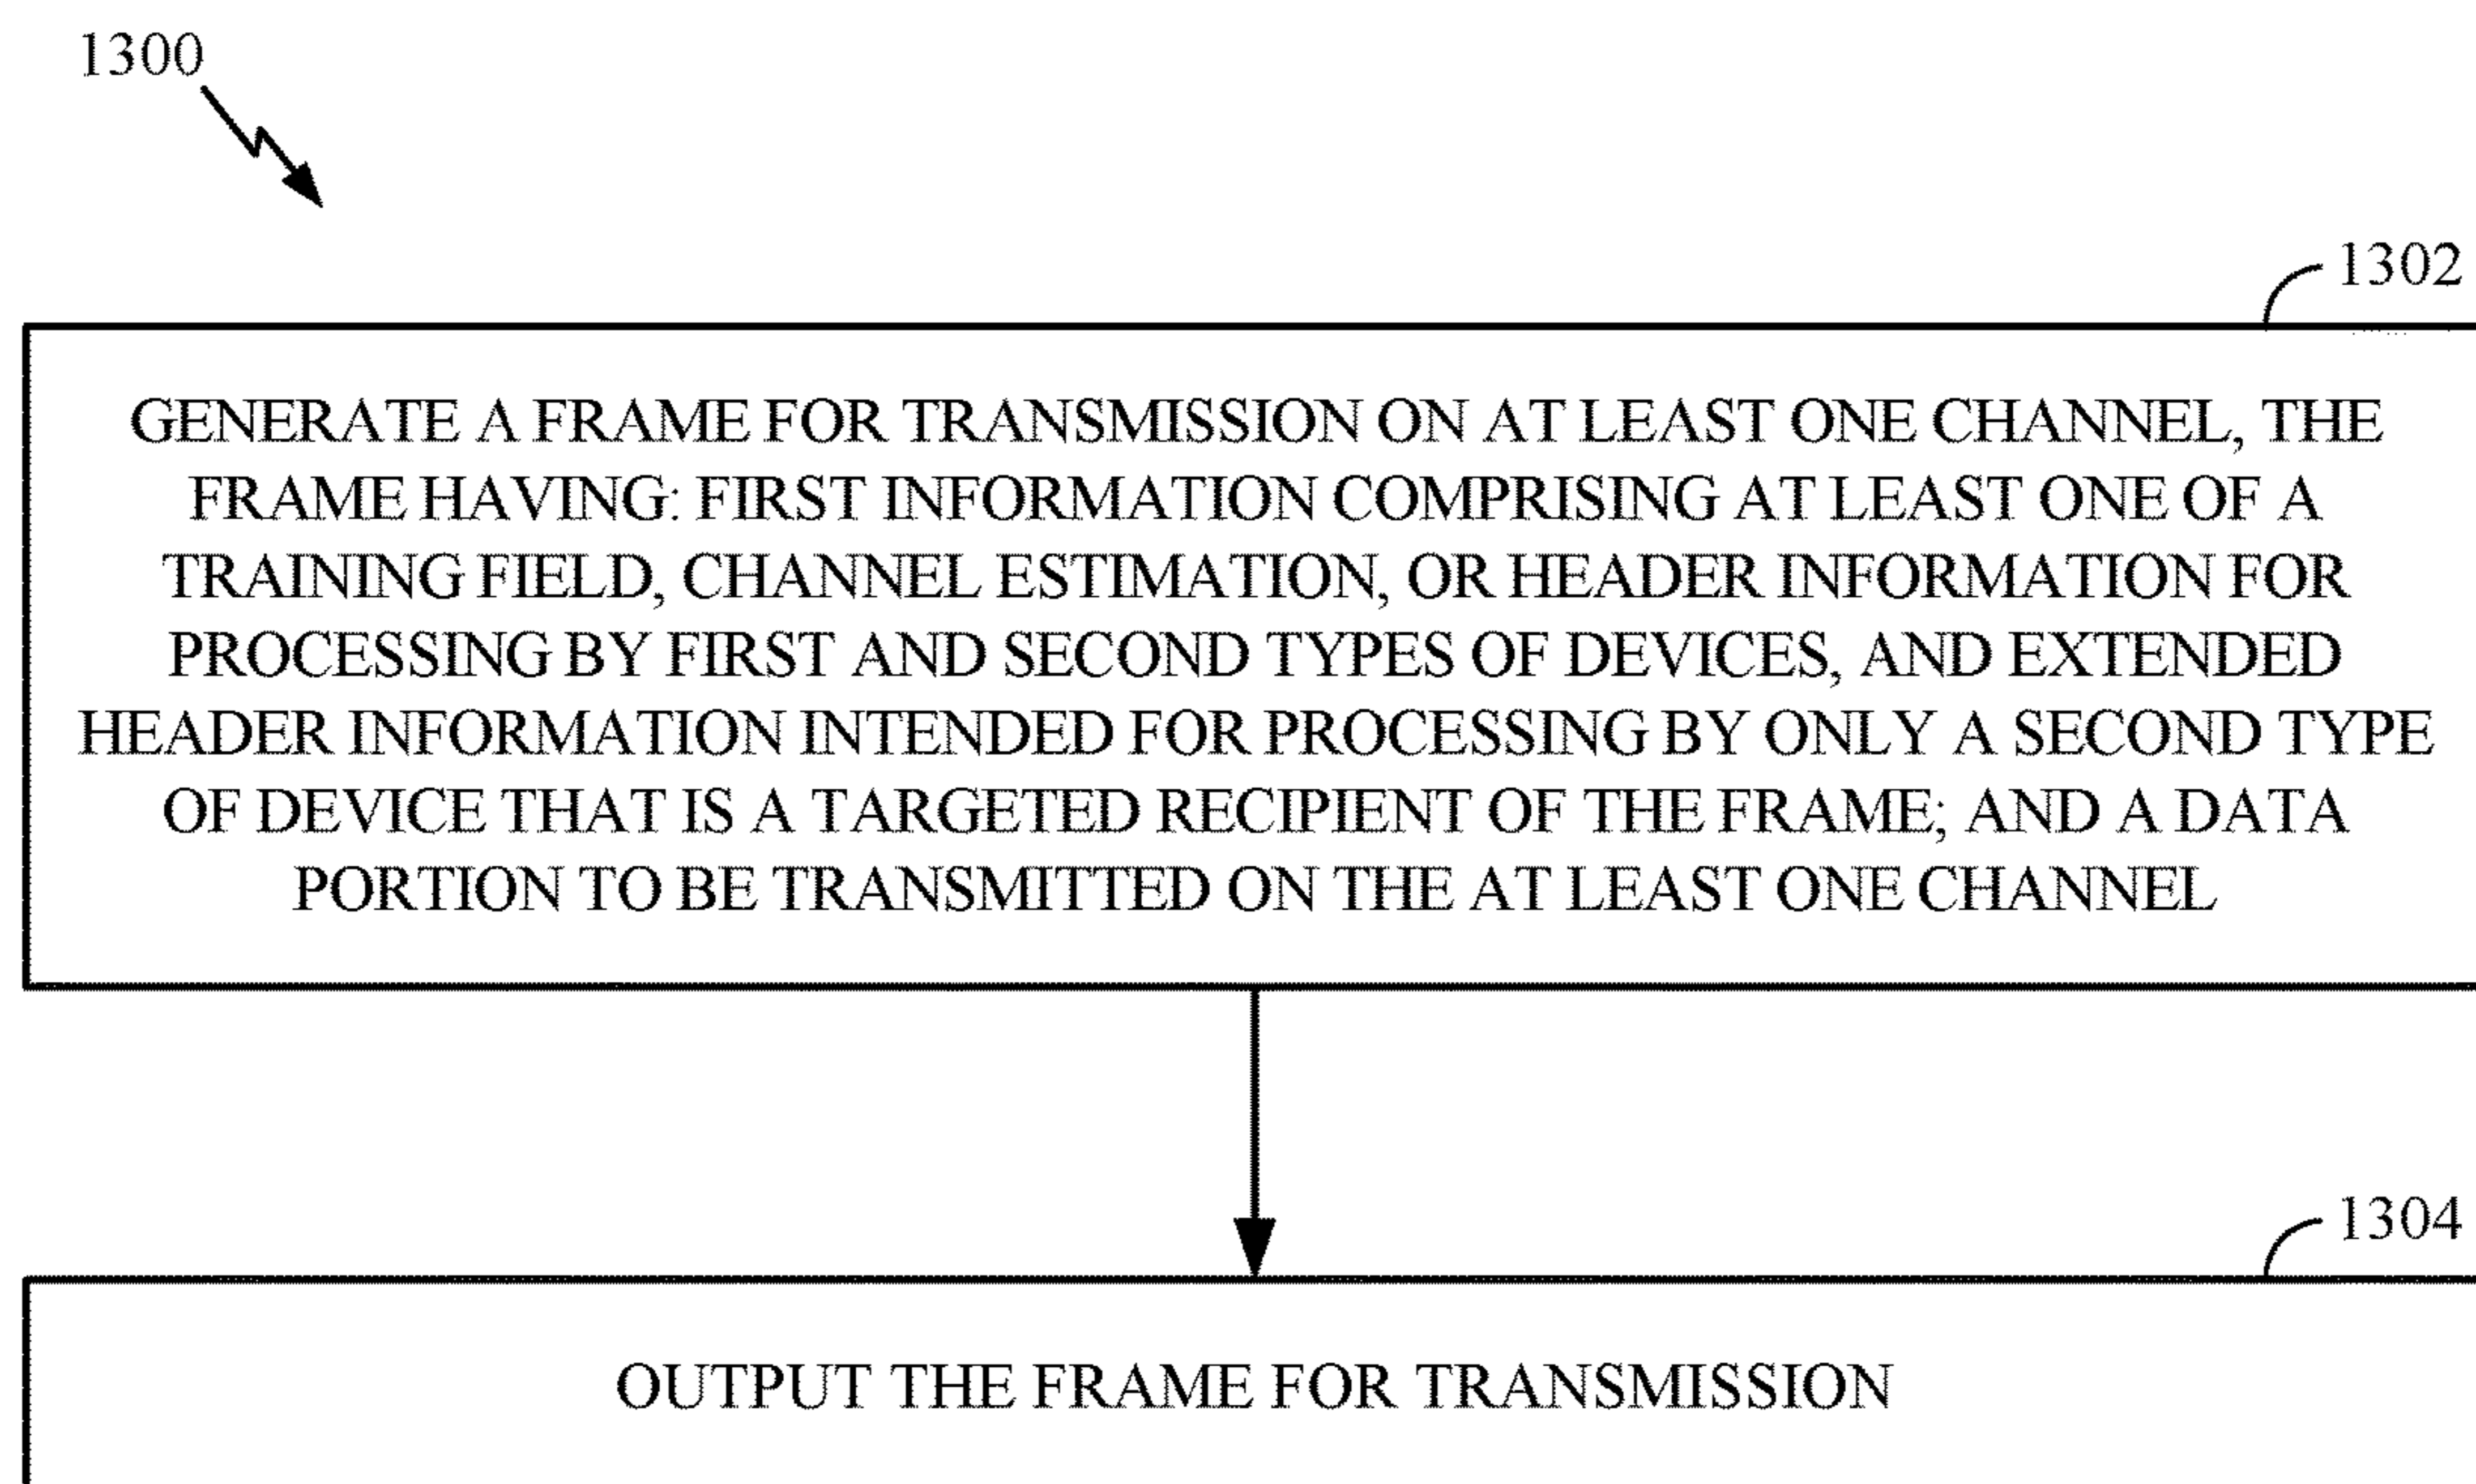 1300
1302
GENERATE A FRAME FOR TRANSMISSION ON AT LEAST ONE CHANNEL, THE
FRAME HAVING: FIRST INFORMATION COMPRISING AT LEAST ONE OF A
TRAINING FIELD, CHANNEL ESTIMATION, OR HEADER INFORMATION FOR
PROCESSING BY FIRST AND SECOND TYPES OF DEVICES, AND EXTENDED
HEADER INFORMATION INTENDED FOR PROCESSING BY ONLY A SECOND TYPE
OF DEVICE THAT IS A TARGETED RECIPIENT OF THE FRAME; AND A DATA
PORTION TO BE TRANSMITTED ON THE AT LEAST ONE CHANNEL
1304
OUTPUT THE FRAME FOR TRANSMISSION